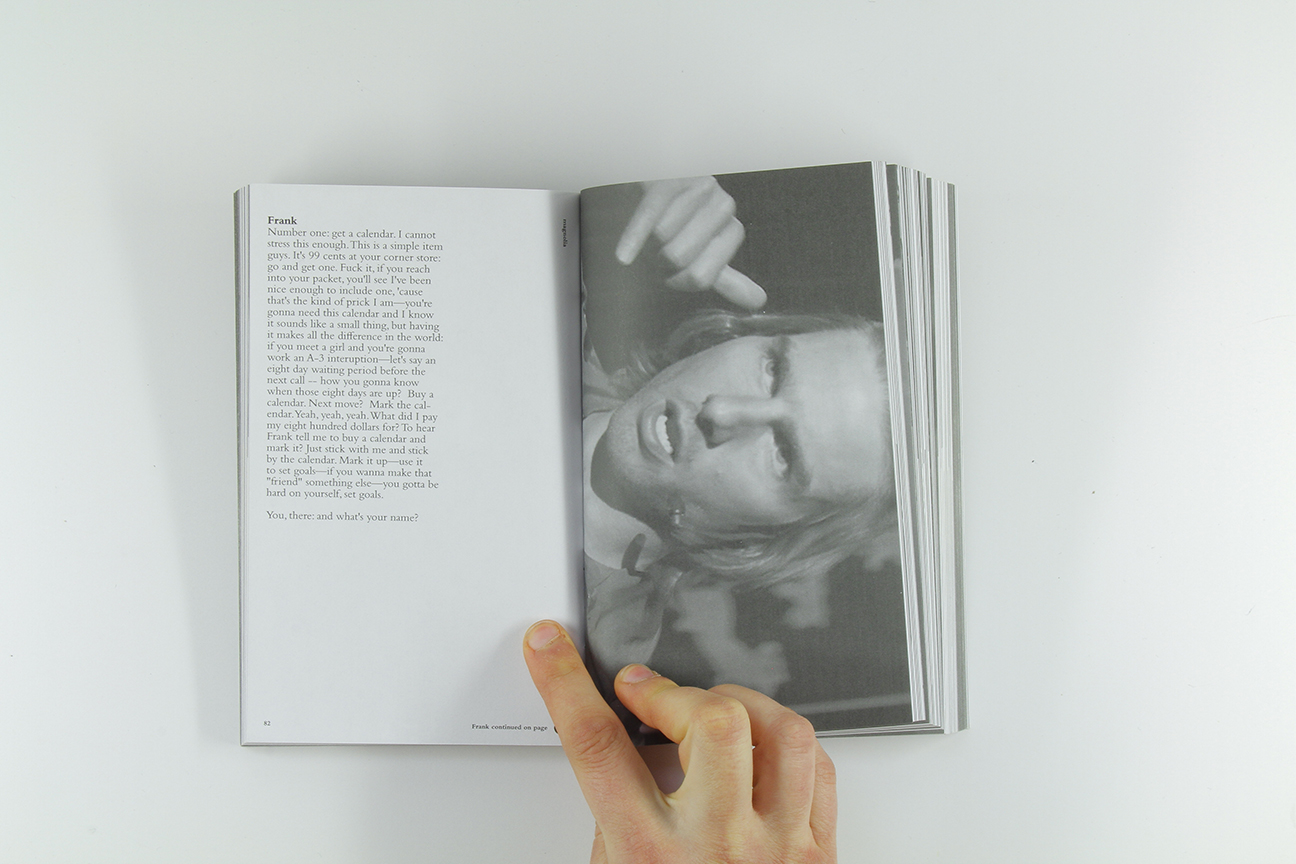 Frank
Number one: get a calendar. I cannot
stress this enough. This is a simple item
guys. It's 99 cents at your corner store:
go and get one. Fuck it, if you reach
into your packet, you'll see I've been
nice enough to include one, 'cause
that's the kind of prick I am—you're
gonna need this calendar and I know
it sounds like a small thing, but having
it makes all the difference in the world:
if you meet a girl and you're gonna
work an A-3 interuption—let's say an
eight day waiting period before the
next call -- how you gonna know
when those eight days are up?  Buy a
calendar. Next move?  Mark the cal-
endar. Yeah, yeah, yeah. What did I pay
my eight hundred dollars for? To hear
Frank tell me to buy a calendar and
mark it? Just stick with me and stick
by the calendar. Mark it up—use it
to set goals—if you wanna make that
"friend" something else—you gotta be
hard on yourself, set goals.
You, there: and what's your name?
magnolia
82
Frank continued on page